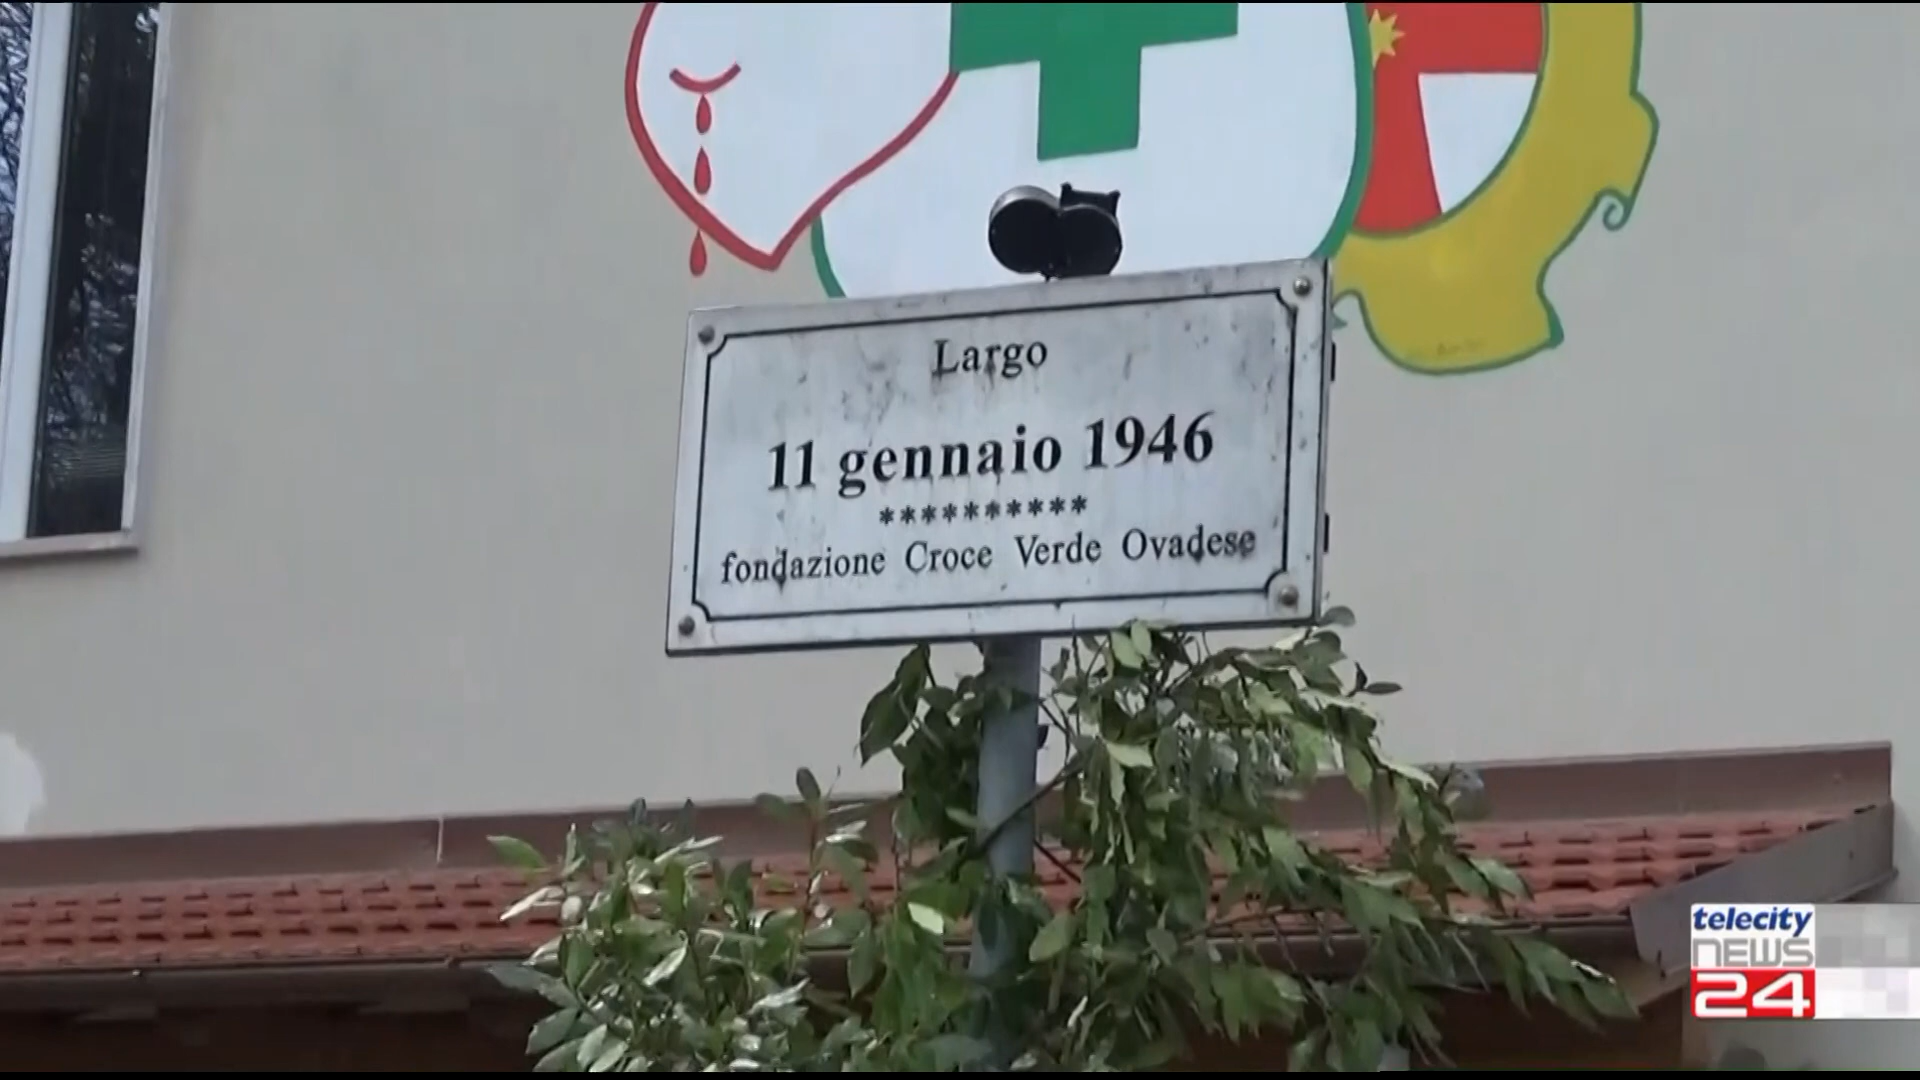 Largo
11 gennaio 1946
**********
fondazione Croce Verde Ovadese
telecity
NEWS
24